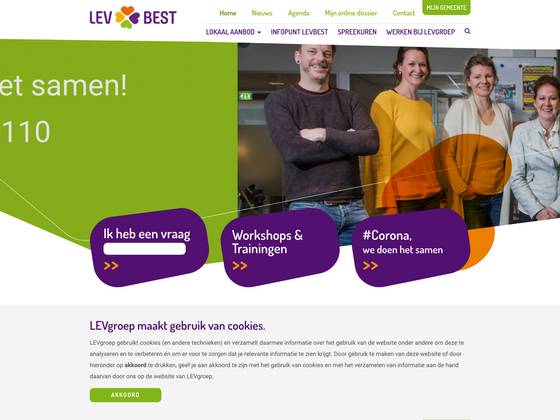 LEV BEST
Home Nieuws Agenda Mijn online dossier Contact
MIJN GEMEENTE
LOKAAL AANBOD INFOPUNT LEVBEST SPREEKUREN WERKEN BIJ LEVGROEP
et samen!
110
Ik heb een vraag
>>
Workshops &
Trainingen
>>
#Corona,
we doen het samen
>>
LEVgroep maakt gebruik van cookies.
LEVgroep gebruikt cookies (en andere technieken) en verzamelt daarmee informatie over het gebruik van de website onder andere om deze te
analyseren en te verbeteren én om er voor te zorgen dat je relevante informatie te zien krijgt. Door gebruik te maken van deze website of door
hieronder op akkoord te drukken, geef je aan akkoord te zijn met het gebruik van cookies en met het verzamelen van informatie aan de hand
daarvan door ons op de website van LEVgroep.
AKKOORD